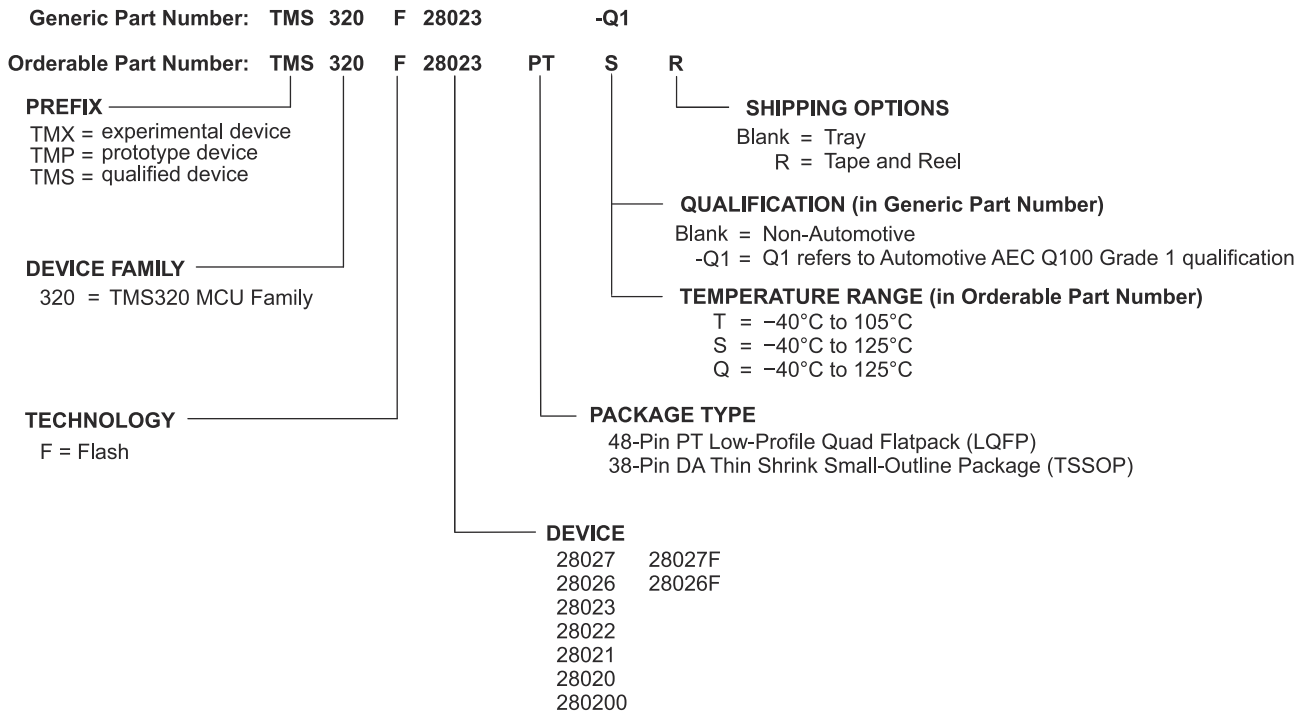 Generic Part Number: TMS 320 F 28023 -Q1
Orderable Part Number: TMS 320 F 28023 PT S R
PREFIX
TMX = experimental device
TMP = prototype device
TMS = qualified device
SHIPPING OPTIONS
Blank = Tray
R = Tape and Reel
QUALIFICATION (in Generic Part Number)
Blank = Non-Automotive
-Q1 = Q1 refers to Automotive AEC Q100 Grade 1 qualification
DEVICE FAMILY
320 = TMS320 MCU Family
TEMPERATURE RANGE (in Orderable Part Number)
T = −40°C to 105°C
S = −40°C to 125°C
Q = −40°C to 125°C
TECHNOLOGY
F = Flash
PACKAGE TYPE
48-Pin PT Low-Profile Quad Flatpack (LQFP)
38-Pin DA Thin Shrink Small-Outline Package (TSSOP)
DEVICE
28027 28027F
28026 28026F
28023
28022
28021
28020
280200